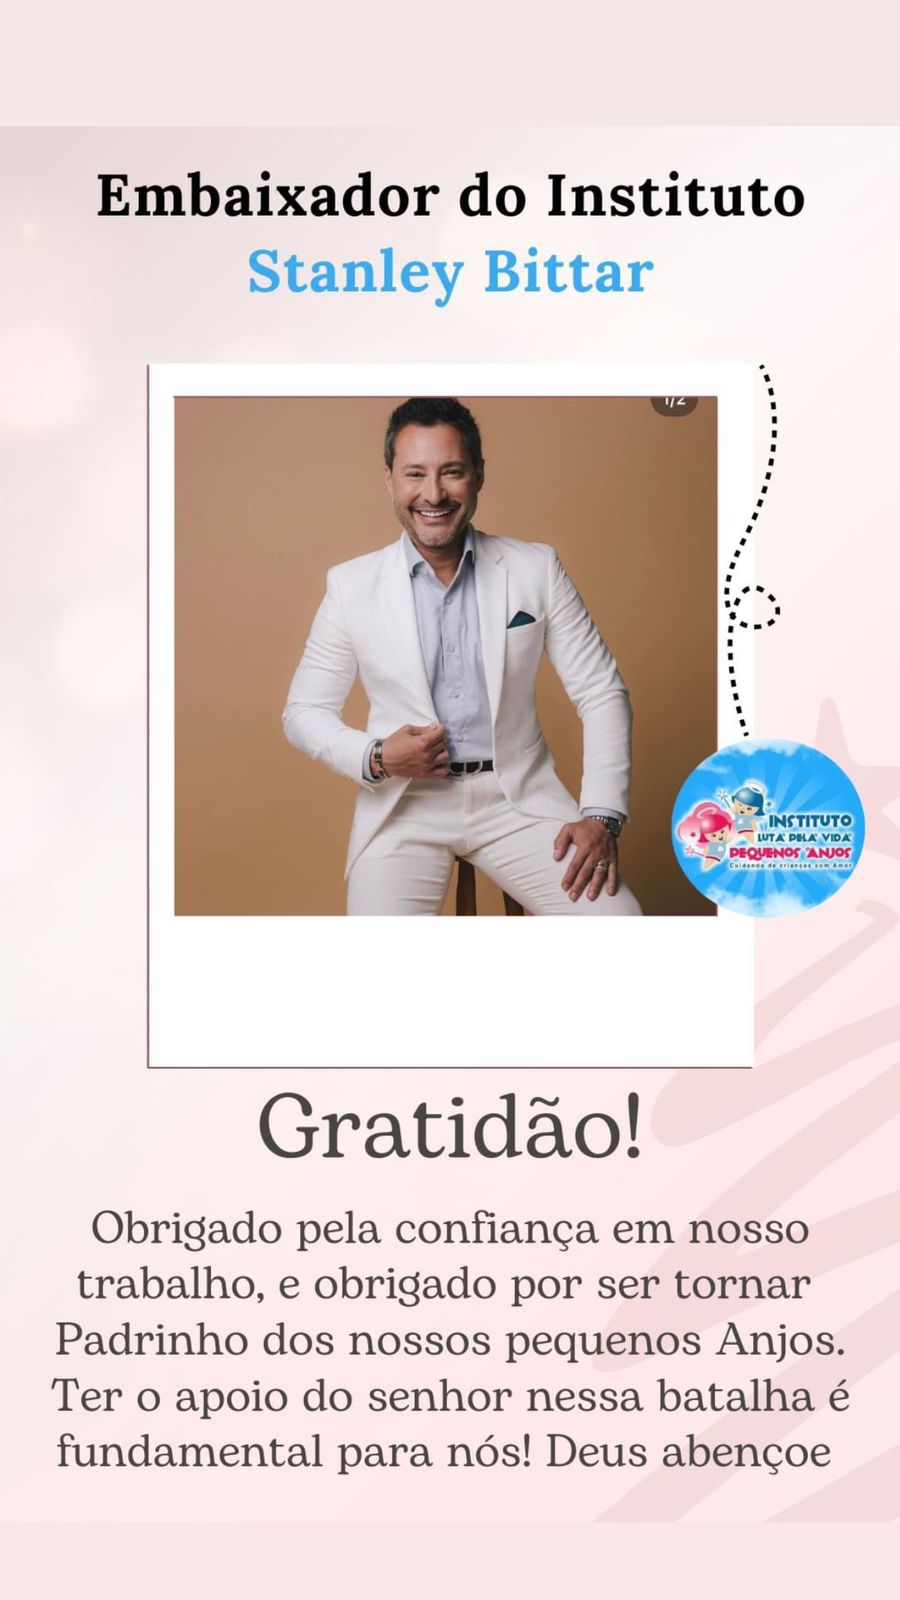 Embaixador do Instituto
Stanley Bittar
1/2
INSTITUTO
LUTA PELA VIDA
PEQUENOS ANJOS
Cuidando de crianças com Amor
Gratidão!
Obrigado pela confiança em nosso
trabalho, e obrigado por ser tornar
Padrinho dos nossos pequenos Anjos.
Ter o apoio do senhor nessa batalha é
fundamental para nós! Deus abençoe